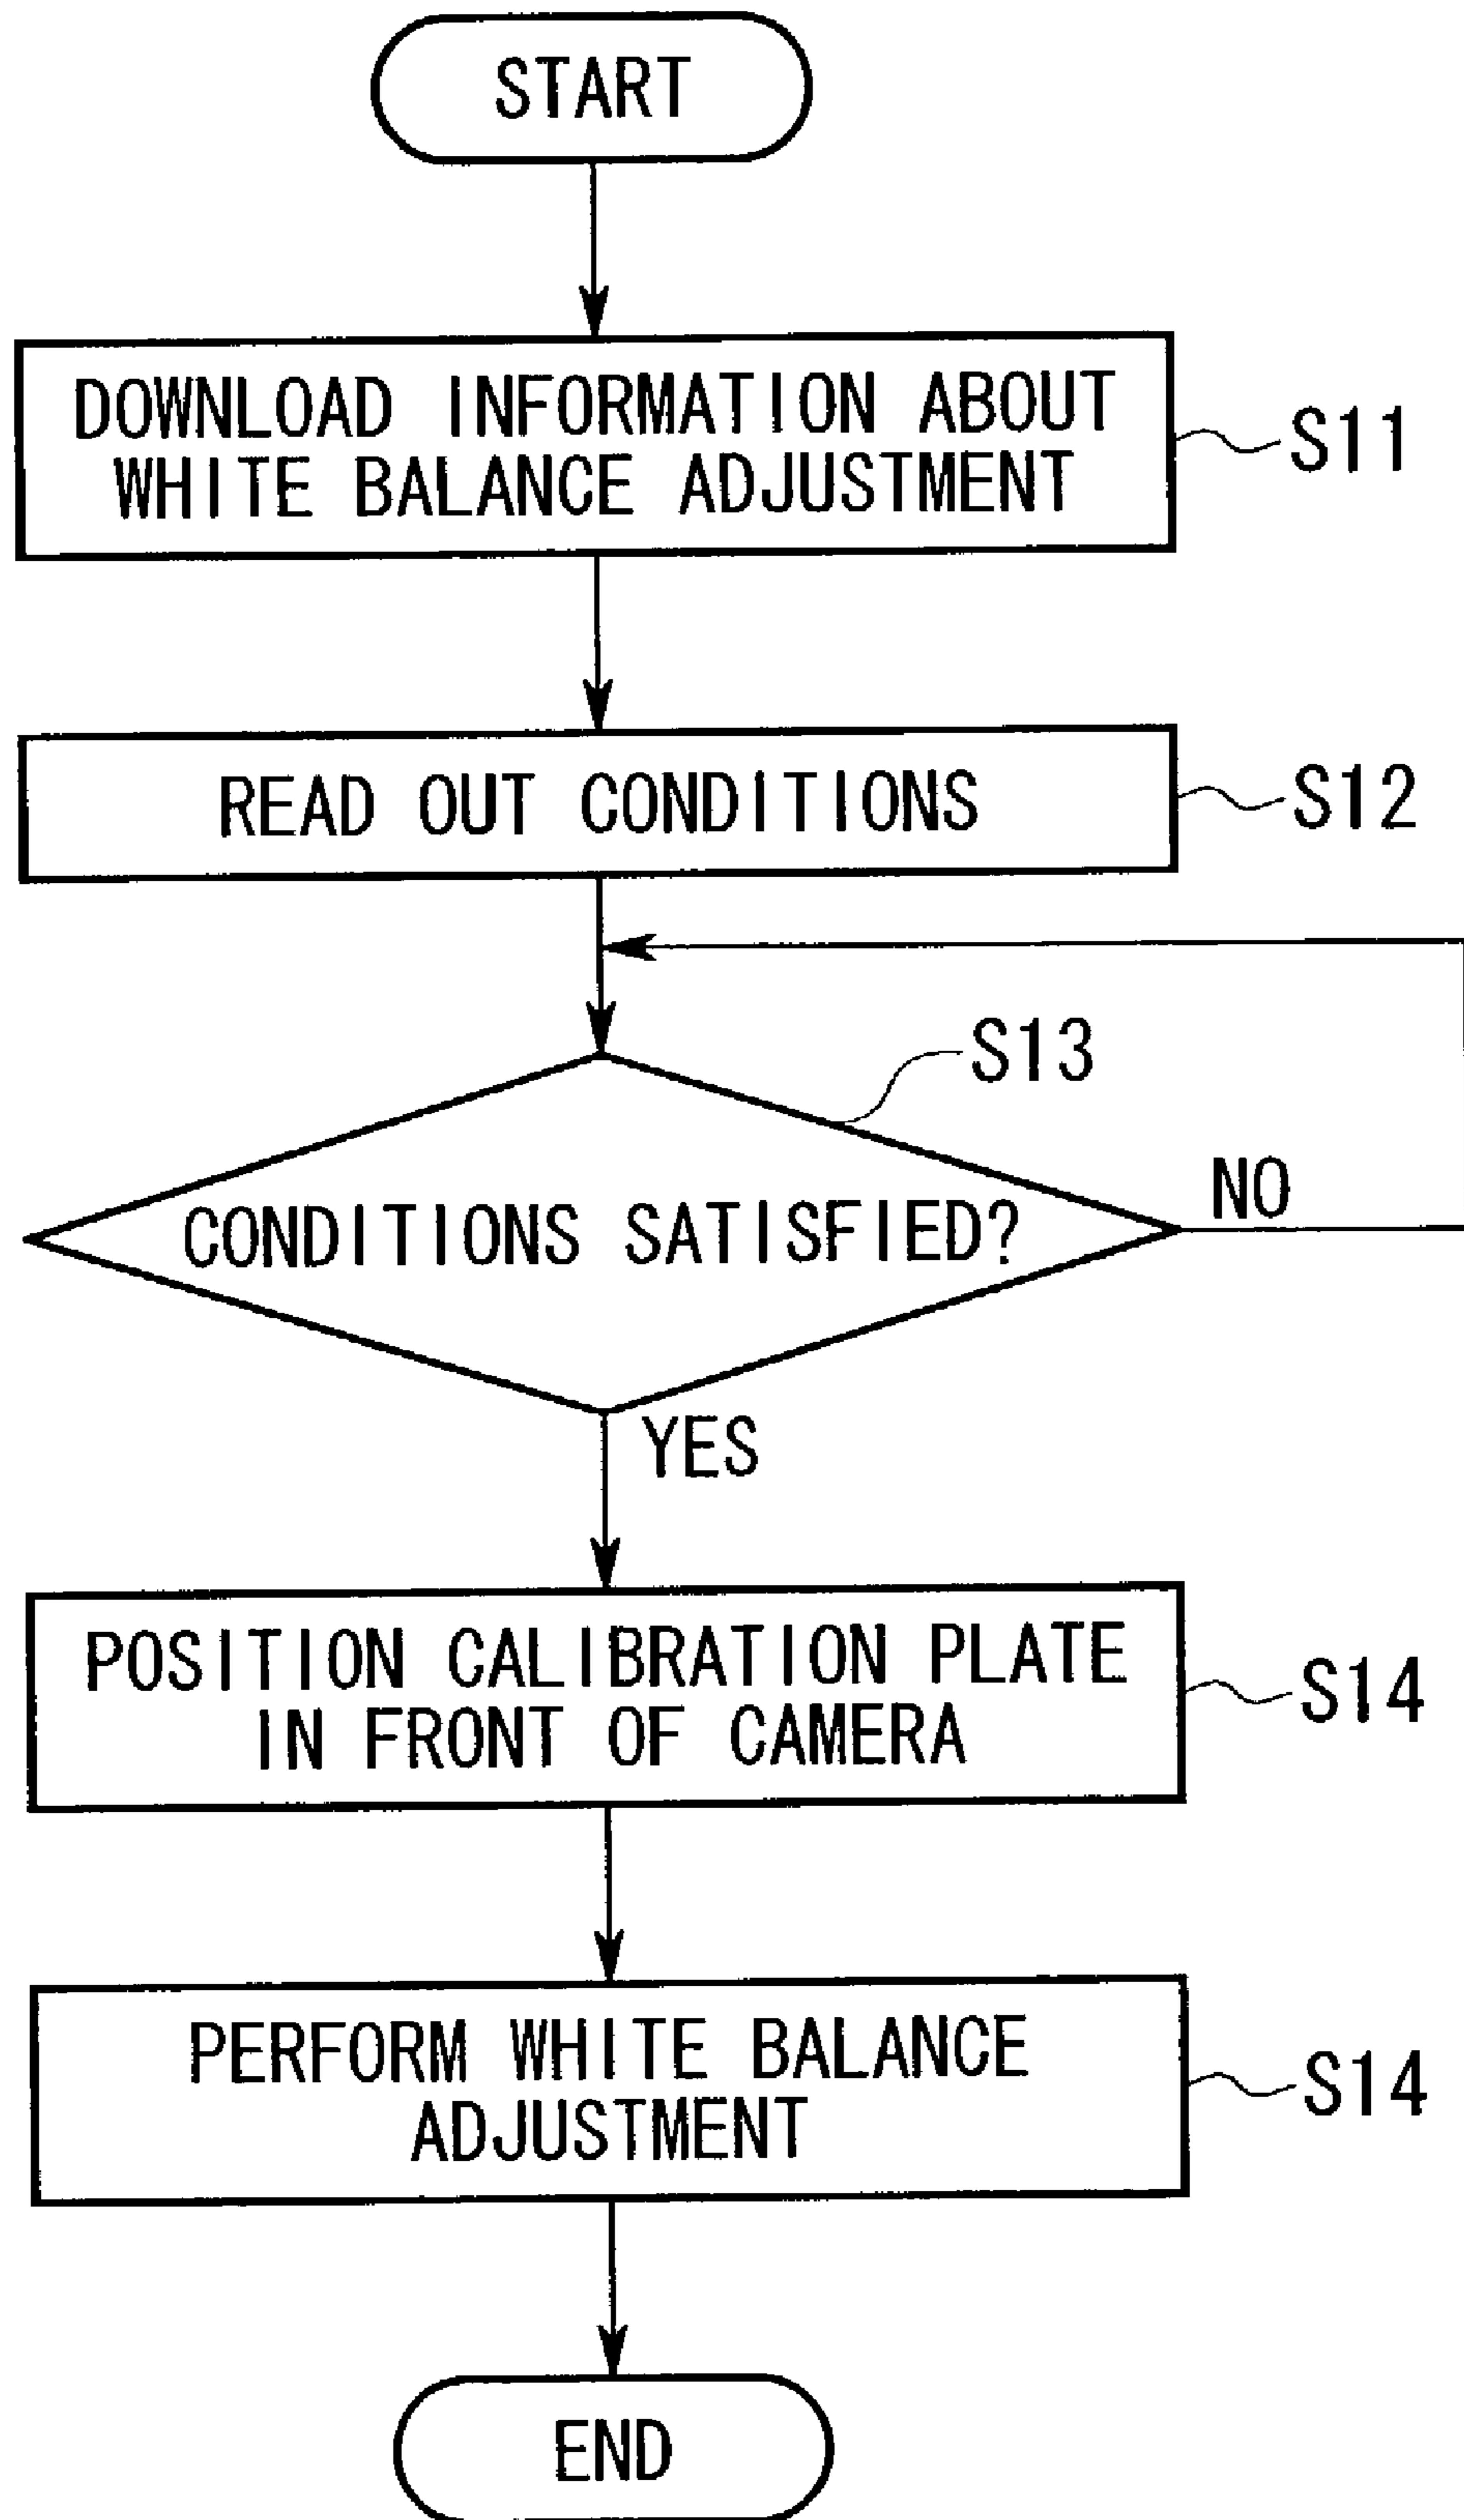 START
DOWNLOAD INFORMATION ABOUT
WHITE BALANCE ADJUSTMENT
S11
READ OUT CONDITIONS
S12
S13
CONDITIONS SATISFIED?
NO
YES
POSITION CALIBRATION PLATE
IN FRONT OF CAMERA
S14
PERFORM WHITE BALANCE
ADJUSTMENT
S14
END